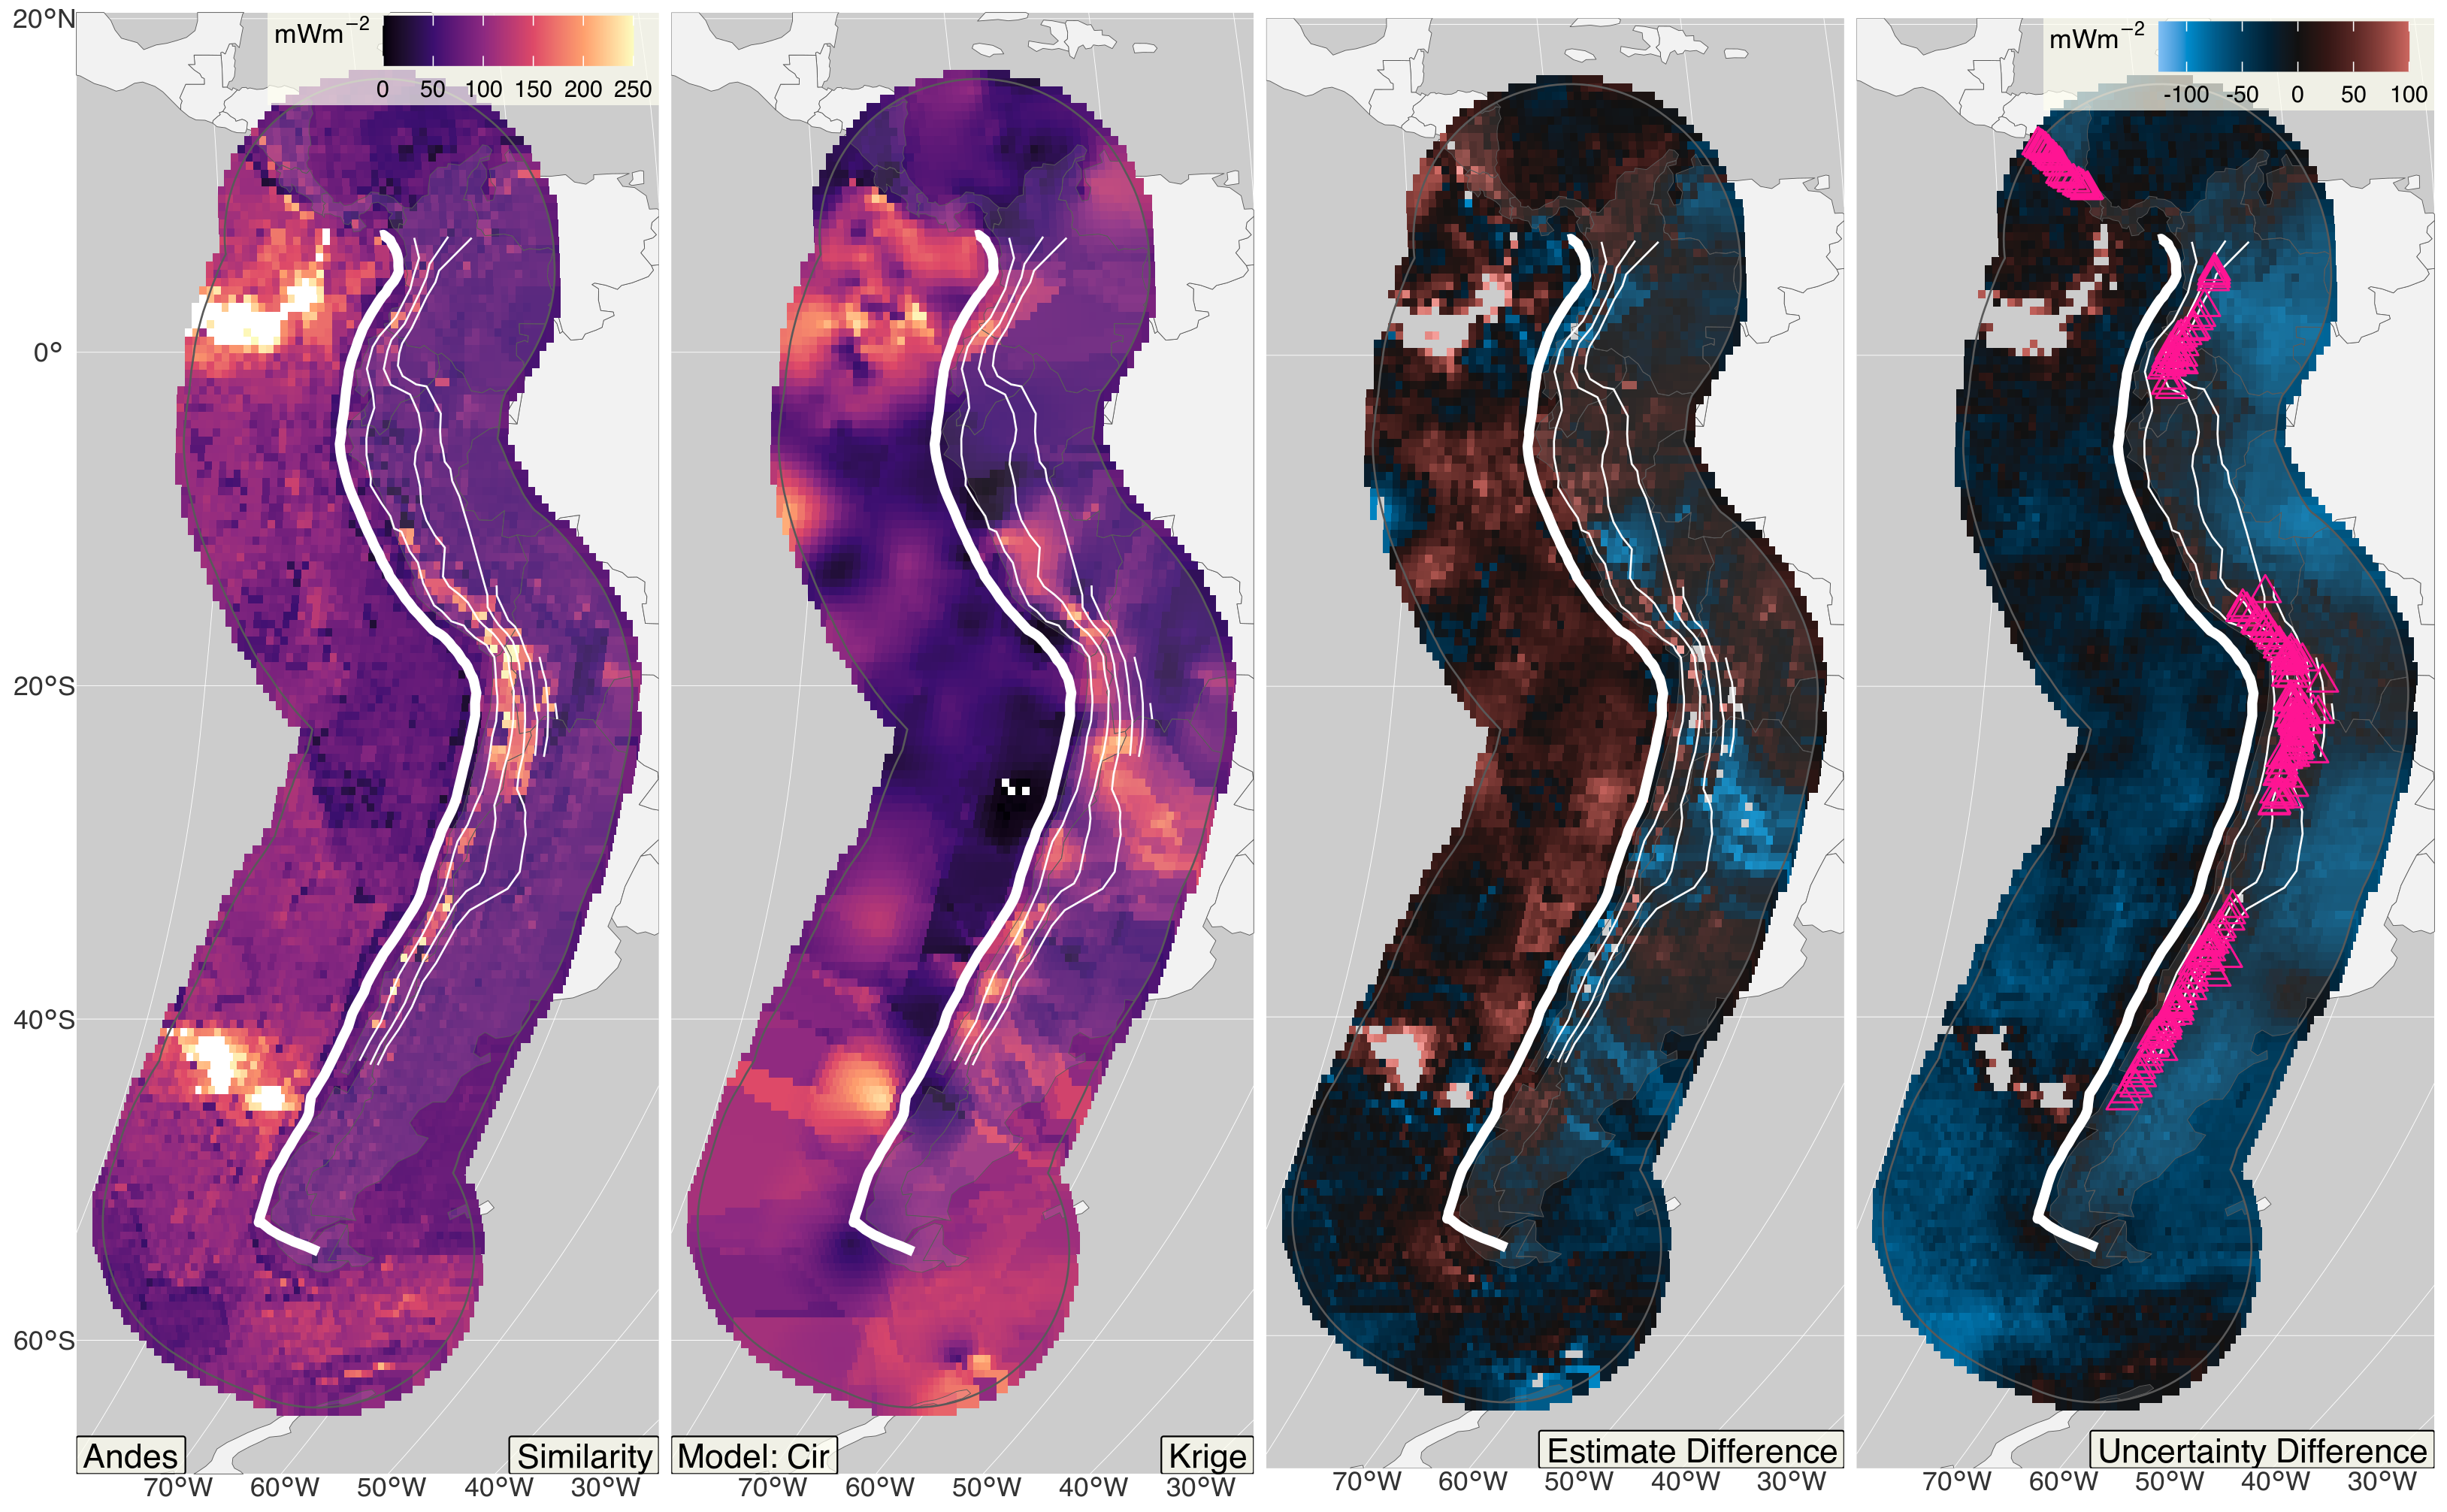 20°N
0°
20°S
40°S
60°S
mWm−2
0 50 100 150 200 250
Andes
Similarity
70°W 60°W 50°W 40°W 30°W
Model: Cir
Krige
70°W 60°W 50°W 40°W 30°W
Estimate Difference
70°W 60°W 50°W 40°W 30°W
mWm−2
-100 -50 0 50 100
Uncertainty Difference
70°W 60°W 50°W 40°W 30°W